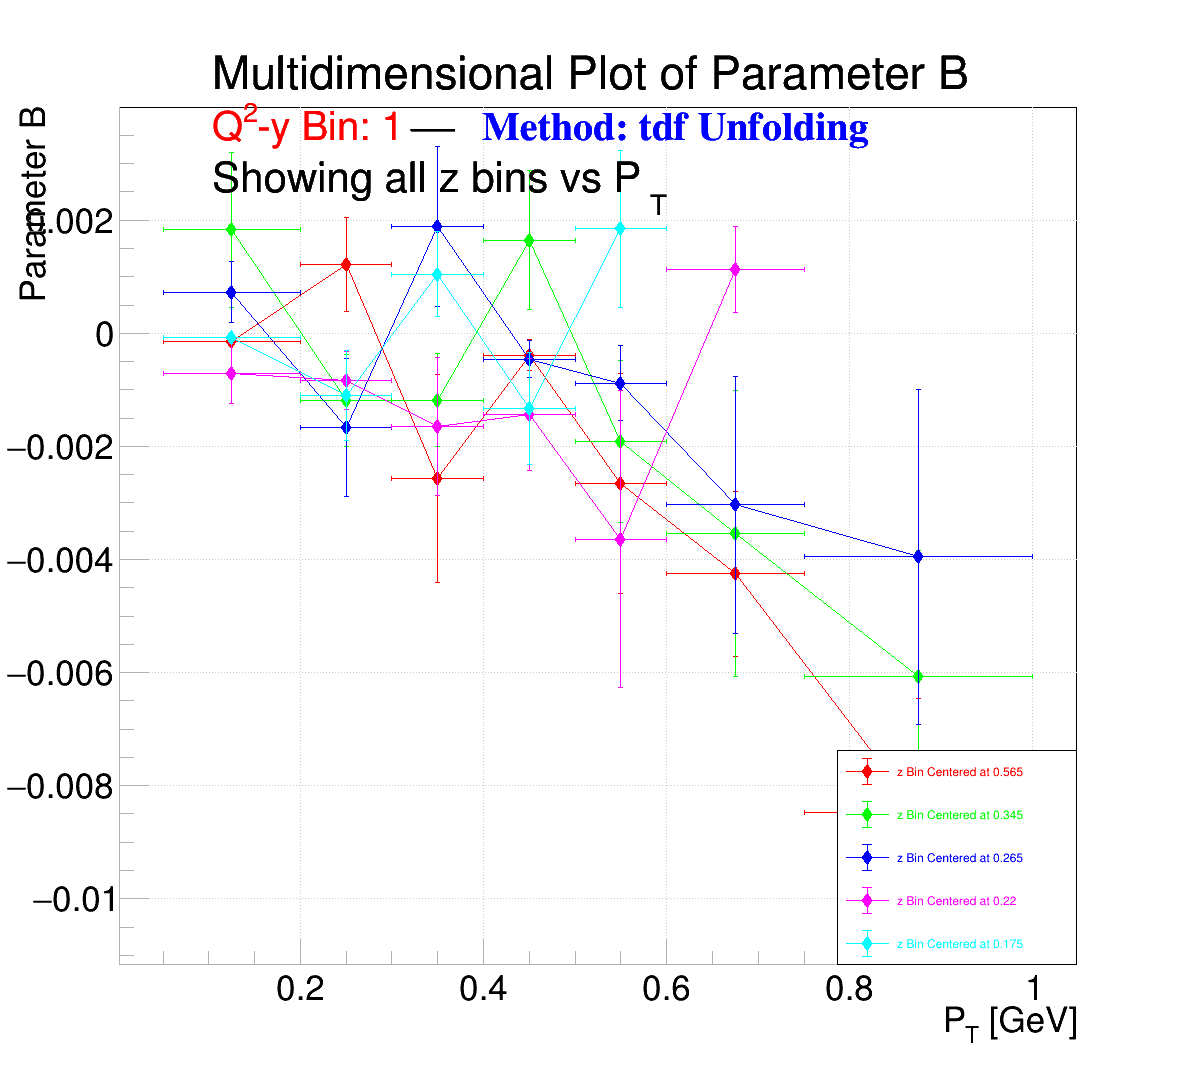 Multidimensional Plot of Parameter B
Q²-y Bin: 1 — Method: tdf Unfolding
Showing all z bins vs P_T
Parameter B
0.002
0
−0.002
−0.004
−0.006
−0.008
−0.01
z Bin Centered at 0.565
z Bin Centered at 0.345
z Bin Centered at 0.265
z Bin Centered at 0.22
z Bin Centered at 0.175
0.2 0.4 0.6 0.8 1
P_T [GeV]